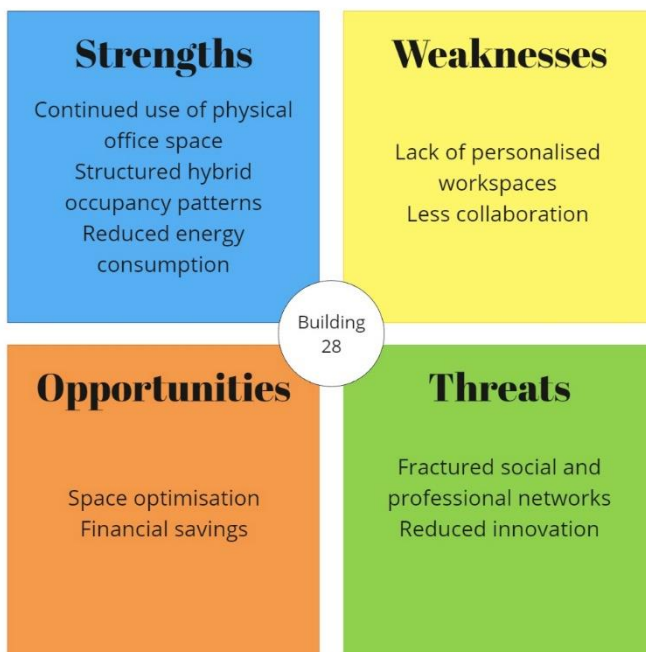 Strengths
Continued use of physical
office space
Structured hybrid
occupancy patterns
Reduced energy
consumption
Weaknesses
Lack of personalised
workspaces
Less collaboration
Building
28
Opportunities
Space optimisation
Financial savings
Threats
Fractured social and
professional networks
Reduced innovation